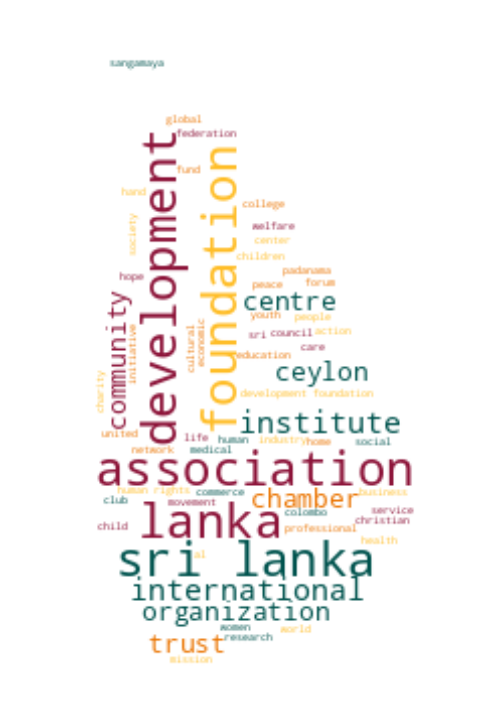 sangamaya
global
federation
development
foundation
fund
hand
college
society
welfare
center
children
padanama
hope
peace
forum
community
centre
youth
people
initiative
cultural
economic
sri
council
action
care
education
ceylon
charity
development foundation
institute
united
life
human
industry
home
social
network
medical
association
human rights
commerce
chamber
business
club
movement
lanka
colombo
service
child
professional
christian
health
sri lanka
al
international
organization
women
world
research
trust
mission